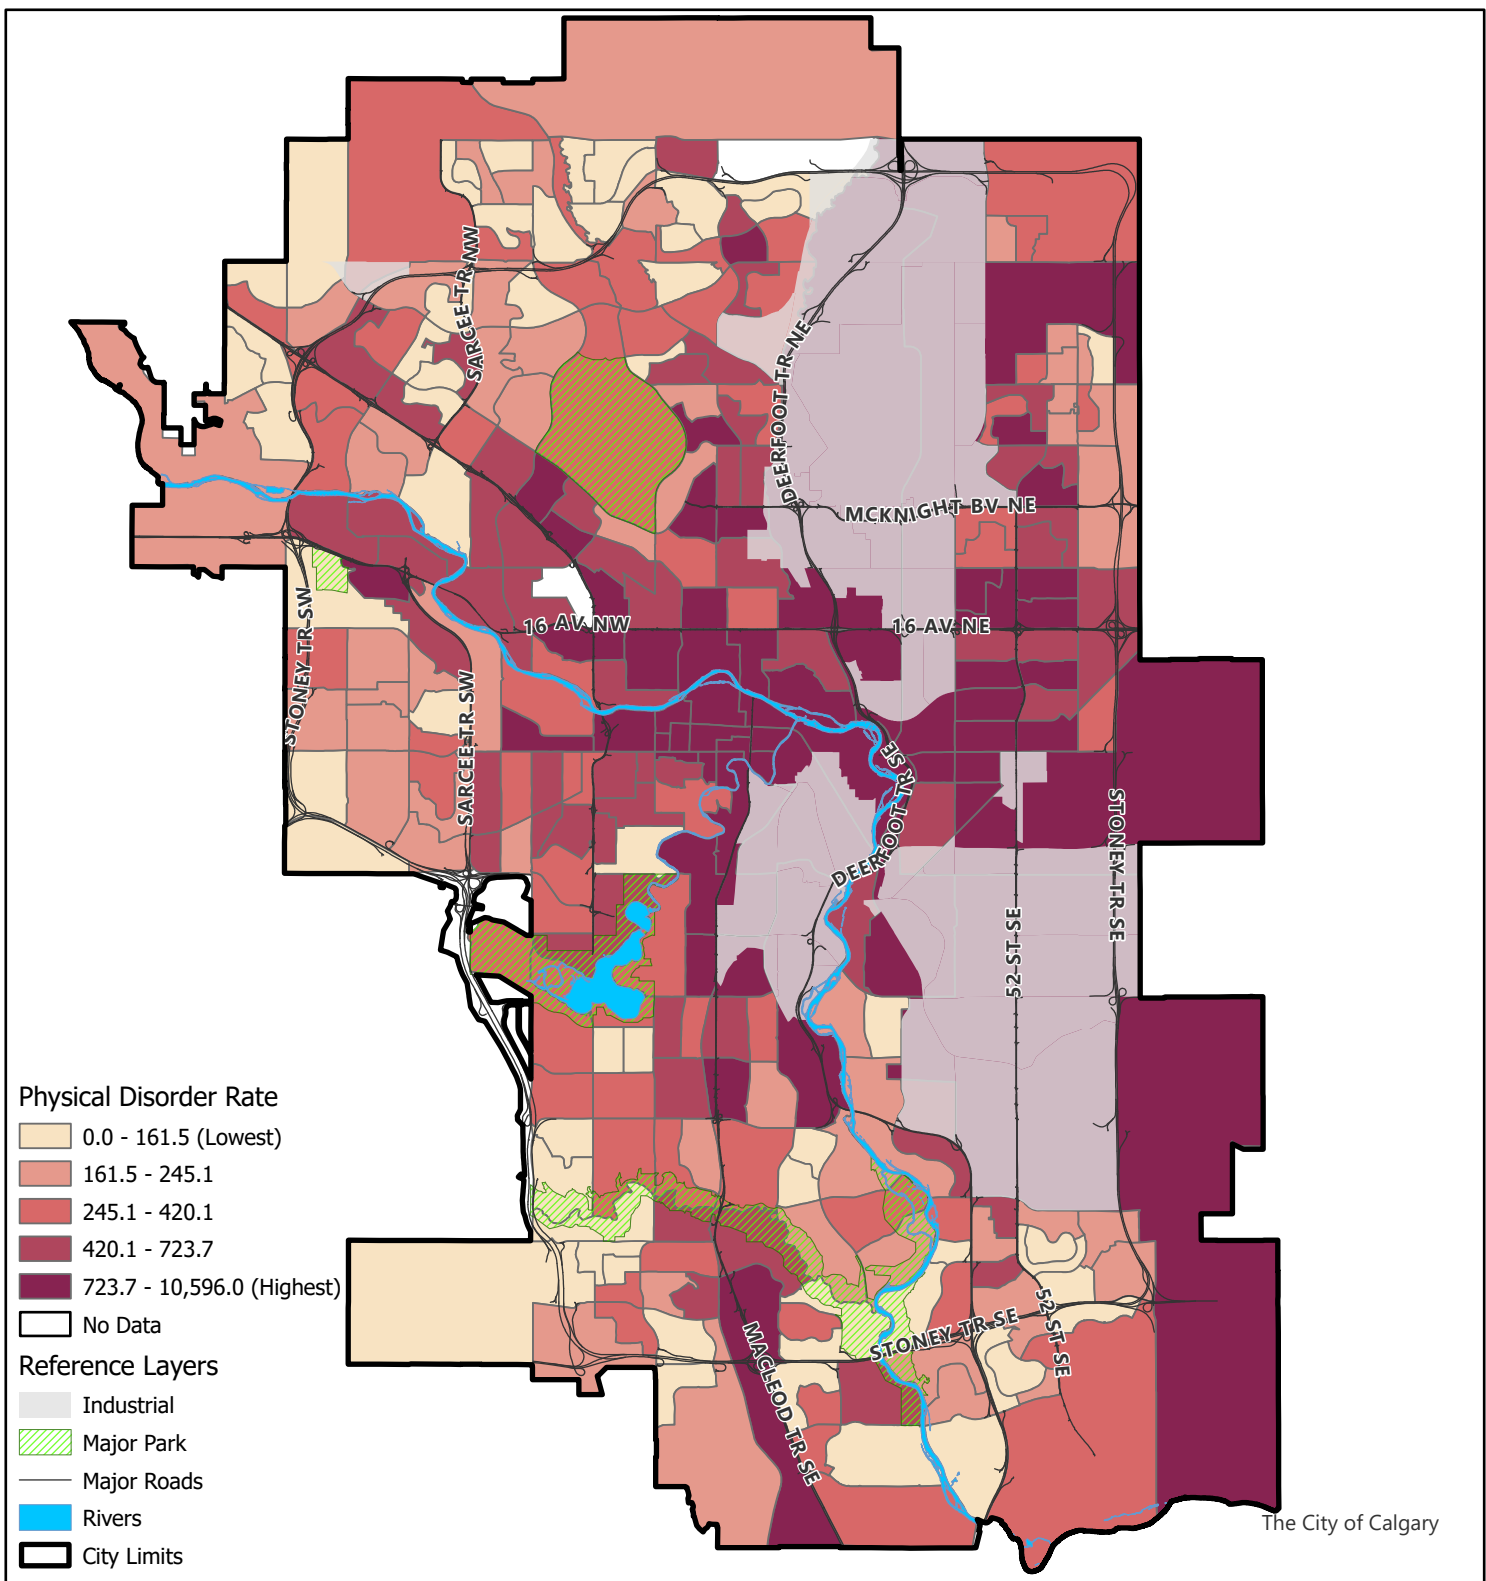 SARCEE TR NW
DEERFOOT TR NE
MCKNIGHT BV NE
16 AV NW
16 AV NE
STONEY TR SW
SARCEE TR SW
DEERFOOT TR SE
STONEY TR SE
52 ST SE
STONEY TR SE
52 ST SE
MACLEOD TR SE
Physical Disorder Rate
0.0 - 161.5 (Lowest)
161.5 - 245.1
245.1 - 420.1
420.1 - 723.7
723.7 - 10,596.0 (Highest)
No Data
Reference Layers
Industrial
Major Park
Major Roads
Rivers
City Limits
The City of Calgary